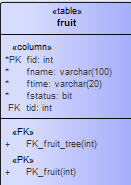 «table»
fruit
«column»
*PK fid: int
* fname: varchar(100)
* ftime: varchar(20)
* fstatus: bit
FK tid: int
«FK»
+ FK_fruit_tree(int)
«PK»
+ PK_fruit(int)